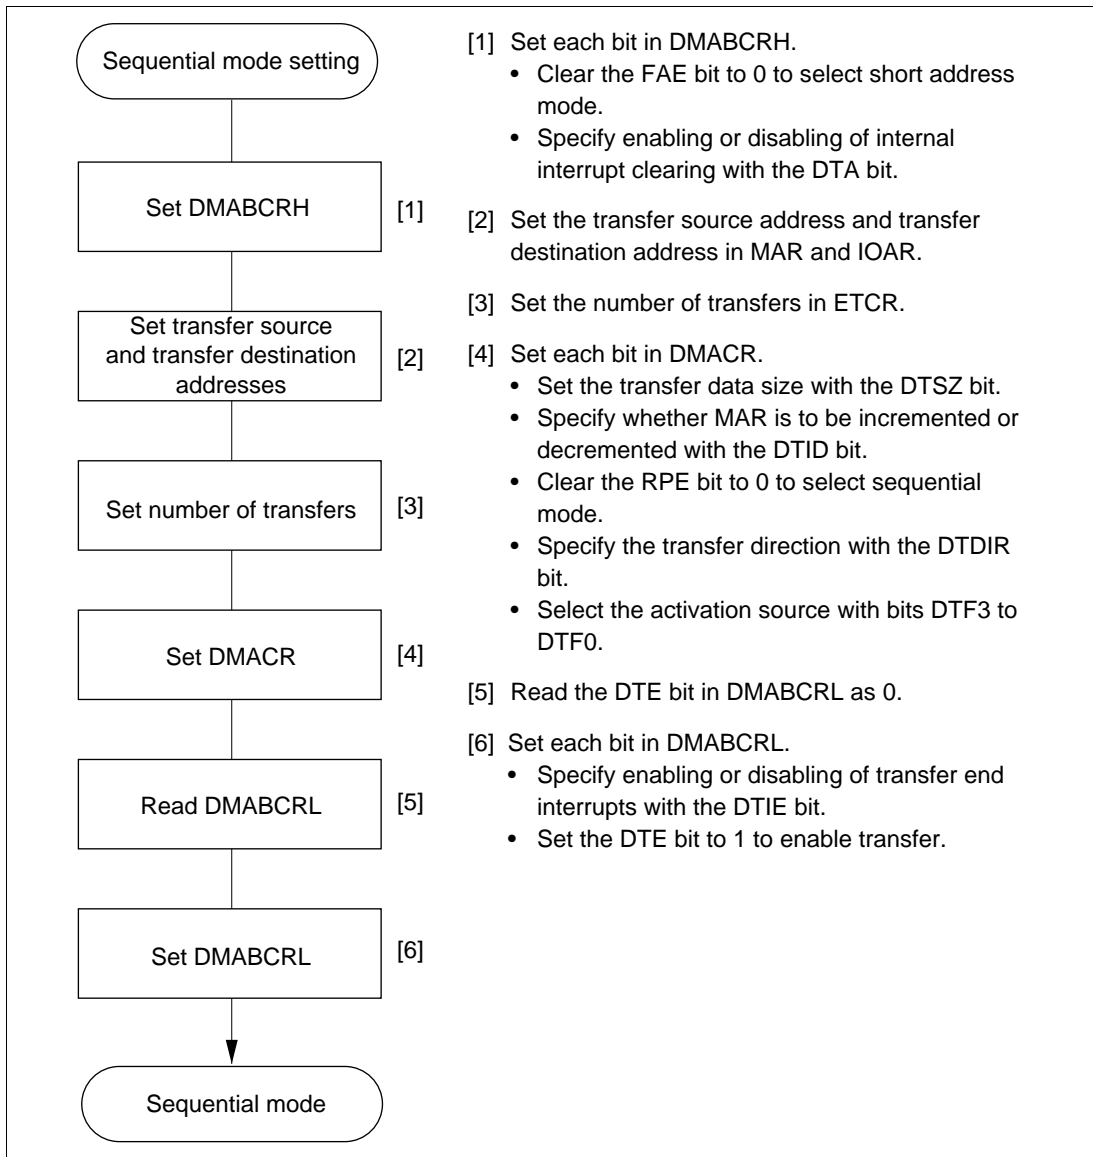 Sequential mode setting
Set DMABCRH
[1]
Set transfer source
and transfer destination
addresses
[2]
Set number of transfers
[3]
Set DMACR
[4]
Read DMABCRL
[5]
Set DMABCRL
[6]
Sequential mode
[1] Set each bit in DMABCRH.
• Clear the FAE bit to 0 to select short address
mode.
• Specify enabling or disabling of internal
interrupt clearing with the DTA bit.
[2] Set the transfer source address and transfer
destination address in MAR and IOAR.
[3] Set the number of transfers in ETCR.
[4] Set each bit in DMACR.
• Set the transfer data size with the DTSZ bit.
• Specify whether MAR is to be incremented or
decremented with the DTID bit.
• Clear the RPE bit to 0 to select sequential
mode.
• Specify the transfer direction with the DTDIR
bit.
• Select the activation source with bits DTF3 to
DTF0.
[5] Read the DTE bit in DMABCRL as 0.
[6] Set each bit in DMABCRL.
• Specify enabling or disabling of transfer end
interrupts with the DTIE bit.
• Set the DTE bit to 1 to enable transfer.